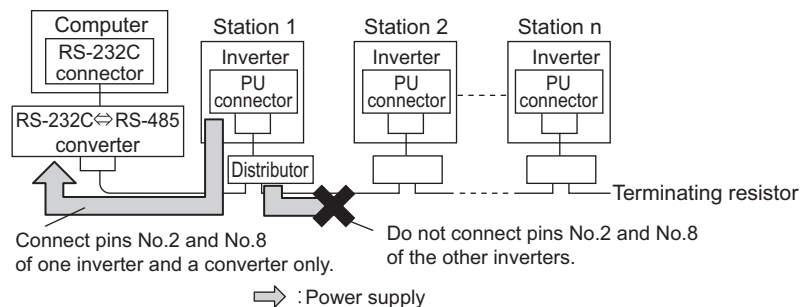 Computer
RS-232C
connector
RS-232C⇔RS-485
converter
Station 1
Inverter
PU
connector
Distributor
Station 2
Inverter
PU
connector
Station n
Inverter
PU
connector
Terminating resistor
Connect pins No.2 and No.8
of one inverter and a converter only.
Do not connect pins No.2 and No.8
of the other inverters.
: Power supply